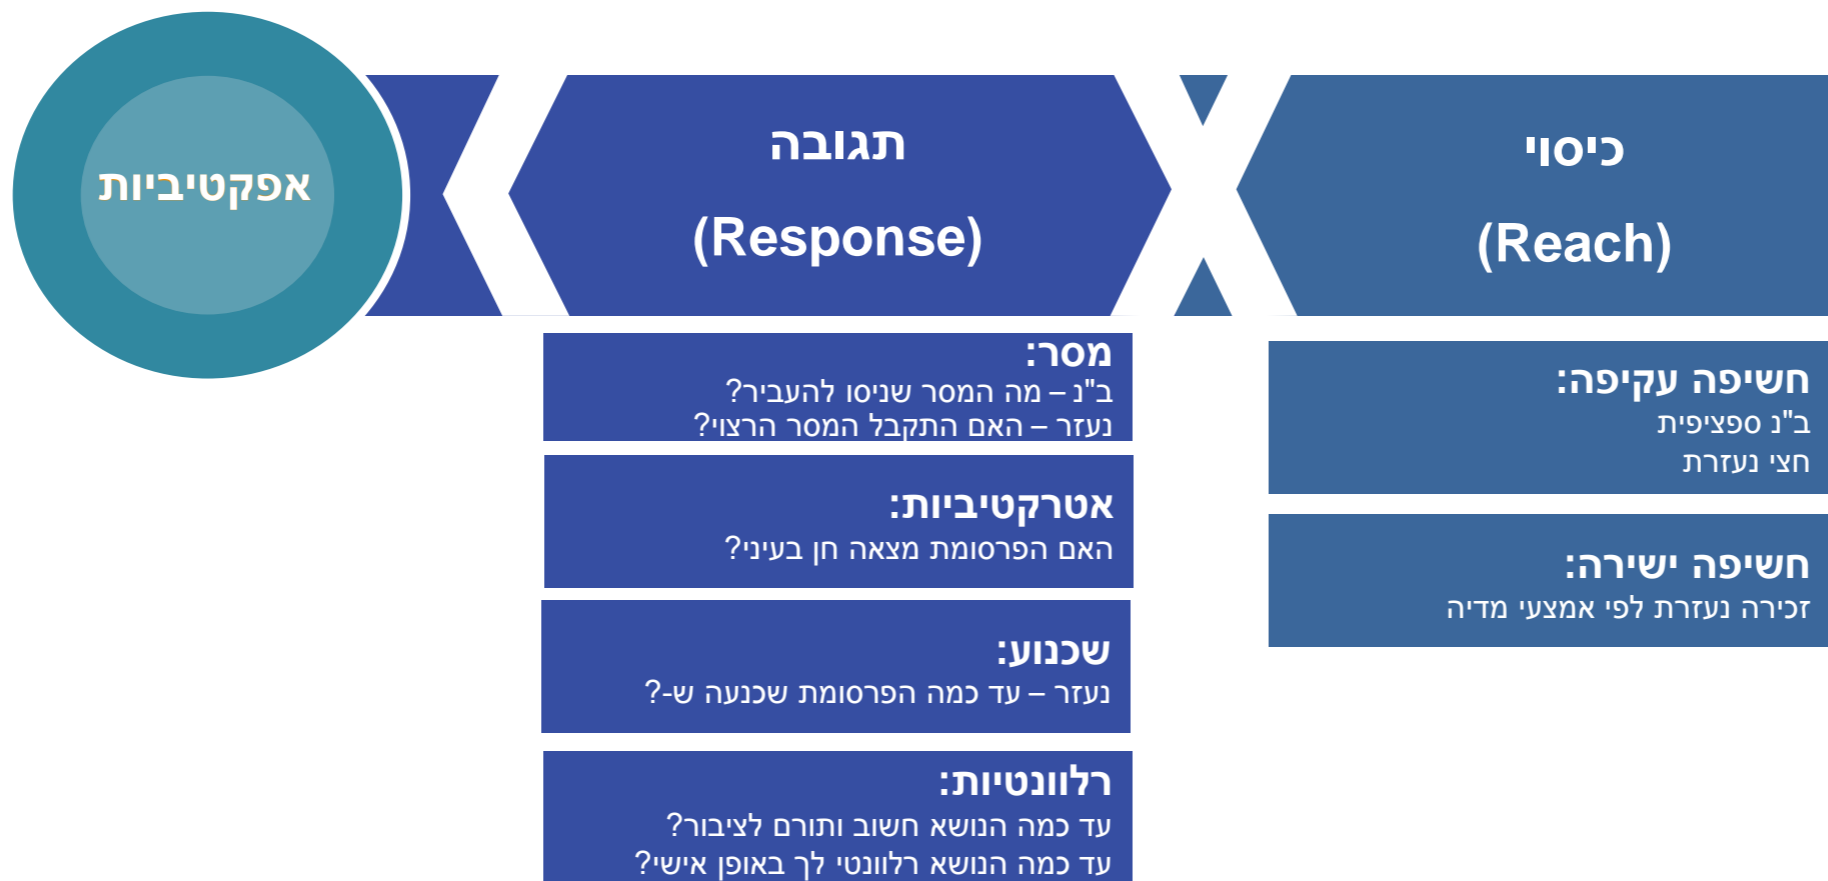 כיסוי
(Reach)
חשיפה עקיפה:
ב"נ ספציפית
חצי נעזרת
חשיפה ישירה:
זכירה נעזרת לפי אמצעי מדיה
תגובה
(Response)
מסר:
ב"נ – מה המסר שניסו להעביר?
נעזר – האם התקבל המסר הרצוי?
אטרקטיביות:
האם הפרסומת מצאה חן בעיני?
שכנוע:
נעזר – עד כמה הפרסומת שכנעה ש-?
רלוונטיות:
עד כמה הנושא חשוב ותורם לציבור?
עד כמה הנושא רלוונטי לך באופן אישי?
אפקטיביות